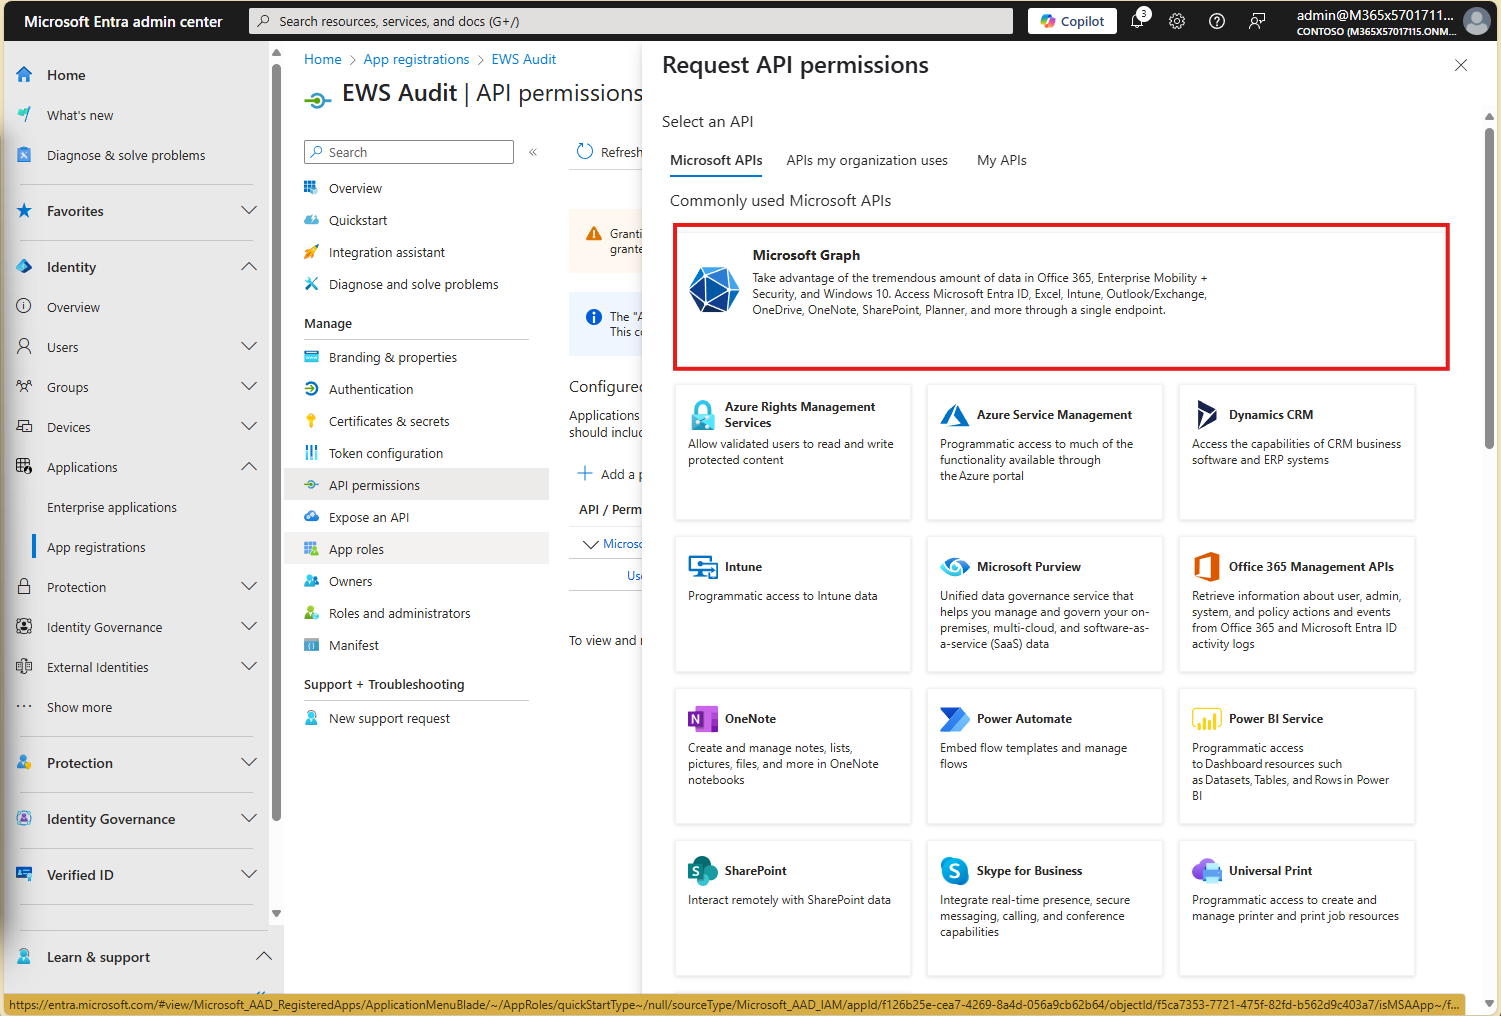 Microsoft Entra admin center
Search resources, services, and docs (G+/)
Copilot
3
admin@M365x5701711...
CONTOSO (M365X57017115.ONM...
Home
What's new
Diagnose & solve problems
Favorites
Identity
Overview
Users
Groups
Devices
Applications
Enterprise applications
App registrations
Protection
Identity Governance
External Identities
Show more
Protection
Identity Governance
Verified ID
Learn & support
Home > App registrations > EWS Audit
EWS Audit | API permissions
Search
Overview
Quickstart
Integration assistant
Diagnose and solve problems
Manage
Branding & properties
Authentication
Certificates & secrets
Token configuration
API permissions
Expose an API
App roles
Owners
Roles and administrators
Manifest
Support + Troubleshooting
New support request
Refresh
Granti
grante
The "A
This co
Configured
Applications
should includ
Add a p
API / Perm
Microso
Use
To view and r
Request API permissions
Select an API
Microsoft APIs
APIs my organization uses
My APIs
Commonly used Microsoft APIs
Microsoft Graph
Take advantage of the tremendous amount of data in Office 365, Enterprise Mobility +
Security, and Windows 10. Access Microsoft Entra ID, Excel, Intune, Outlook/Exchange,
OneDrive, OneNote, SharePoint, Planner, and more through a single endpoint.
Azure Rights Management
Services
Allow validated users to read and write
protected content
Azure Service Management
Programmatic access to much of the
functionality available through
the Azure portal
Dynamics CRM
Access the capabilities of CRM business
software and ERP systems
Intune
Programmatic access to Intune data
Microsoft Purview
Unified data governance service that
helps you manage and govern your on-
premises, multi-cloud, and software-as-
a-service (SaaS) data
Office 365 Management APIs
Retrieve information about user, admin,
system, and policy actions and events
from Office 365 and Microsoft Entra ID
activity logs
OneNote
Create and manage notes, lists,
pictures, files, and more in OneNote
notebooks
Power Automate
Embed flow templates and manage
flows
Power BI Service
Programmatic access
to Dashboard resources such
as Datasets, Tables, and Rows in Power
BI
SharePoint
Interact remotely with SharePoint data
Skype for Business
Integrate real-time presence, secure
messaging, calling, and conference
capabilities
Universal Print
Programmatic access to create and
manage printer and print job resources
https://entra.microsoft.com/#view/Microsoft_AAD_RegisteredApps/ApplicationMenuBlade/~/AppRoles/quickStartType~/null/sourceType/Microsoft_AAD_IAM/appId/f126b25e-cea7-4269-8a4d-056a9cb62b64/objectId/f5ca7353-7721-475f-82fd-b562d9c403a7/isMSAApp~/f...